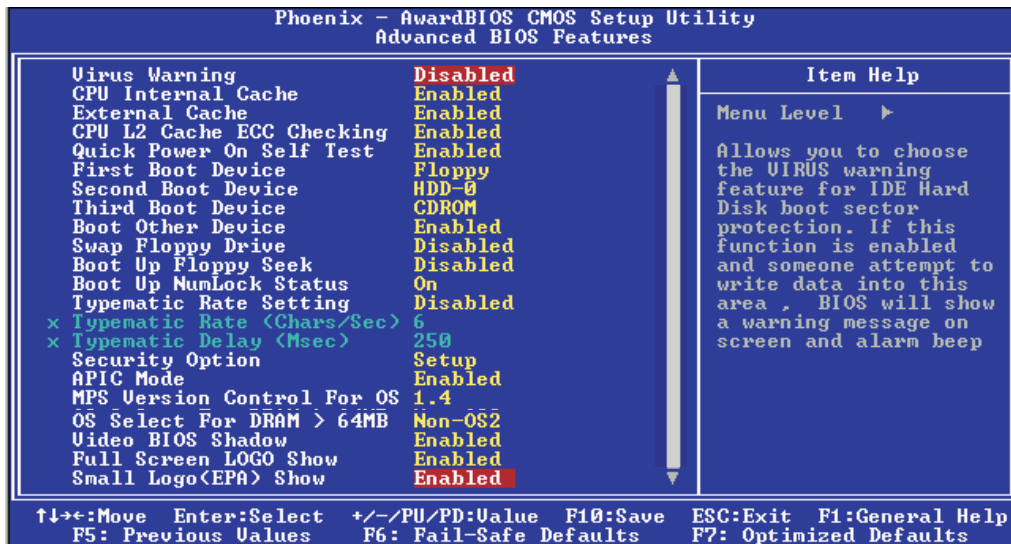 Phoenix - AwardBIOS CMOS Setup Utility
Advanced BIOS Features
Virus Warning Disabled
CPU Internal Cache Enabled
External Cache Enabled
CPU L2 Cache ECC Checking Enabled
Quick Power On Self Test Enabled
First Boot Device Floppy
Second Boot Device HDD-0
Third Boot Device CDROM
Boot Other Device Enabled
Swap Floppy Drive Disabled
Boot Up Floppy Seek Disabled
Boot Up NumLock Status On
Typematic Rate Setting Disabled
x Typematic Rate (Chars/Sec) 6
x Typematic Delay (Msec) 250
Security Option Setup
APIC Mode Enabled
MPS Version Control For OS 1.4
OS Select For DRAM > 64MB Non-OS2
Video BIOS Shadow Enabled
Full Screen LOGO Show Enabled
Small Logo(EPA) Show Enabled
Item Help
Menu Level ►
Allows you to choose
the VIRUS warning
feature for IDE Hard
Disk boot sector
protection. If this
function is enabled
and someone attempt to
write data into this
area , BIOS will show
a warning message on
screen and alarm beep
↑↓→←:Move Enter:Select +/-/PU/PD:Value F10:Save ESC:Exit F1:General Help
F5: Previous Values F6: Fail-Safe Defaults F7: Optimized Defaults